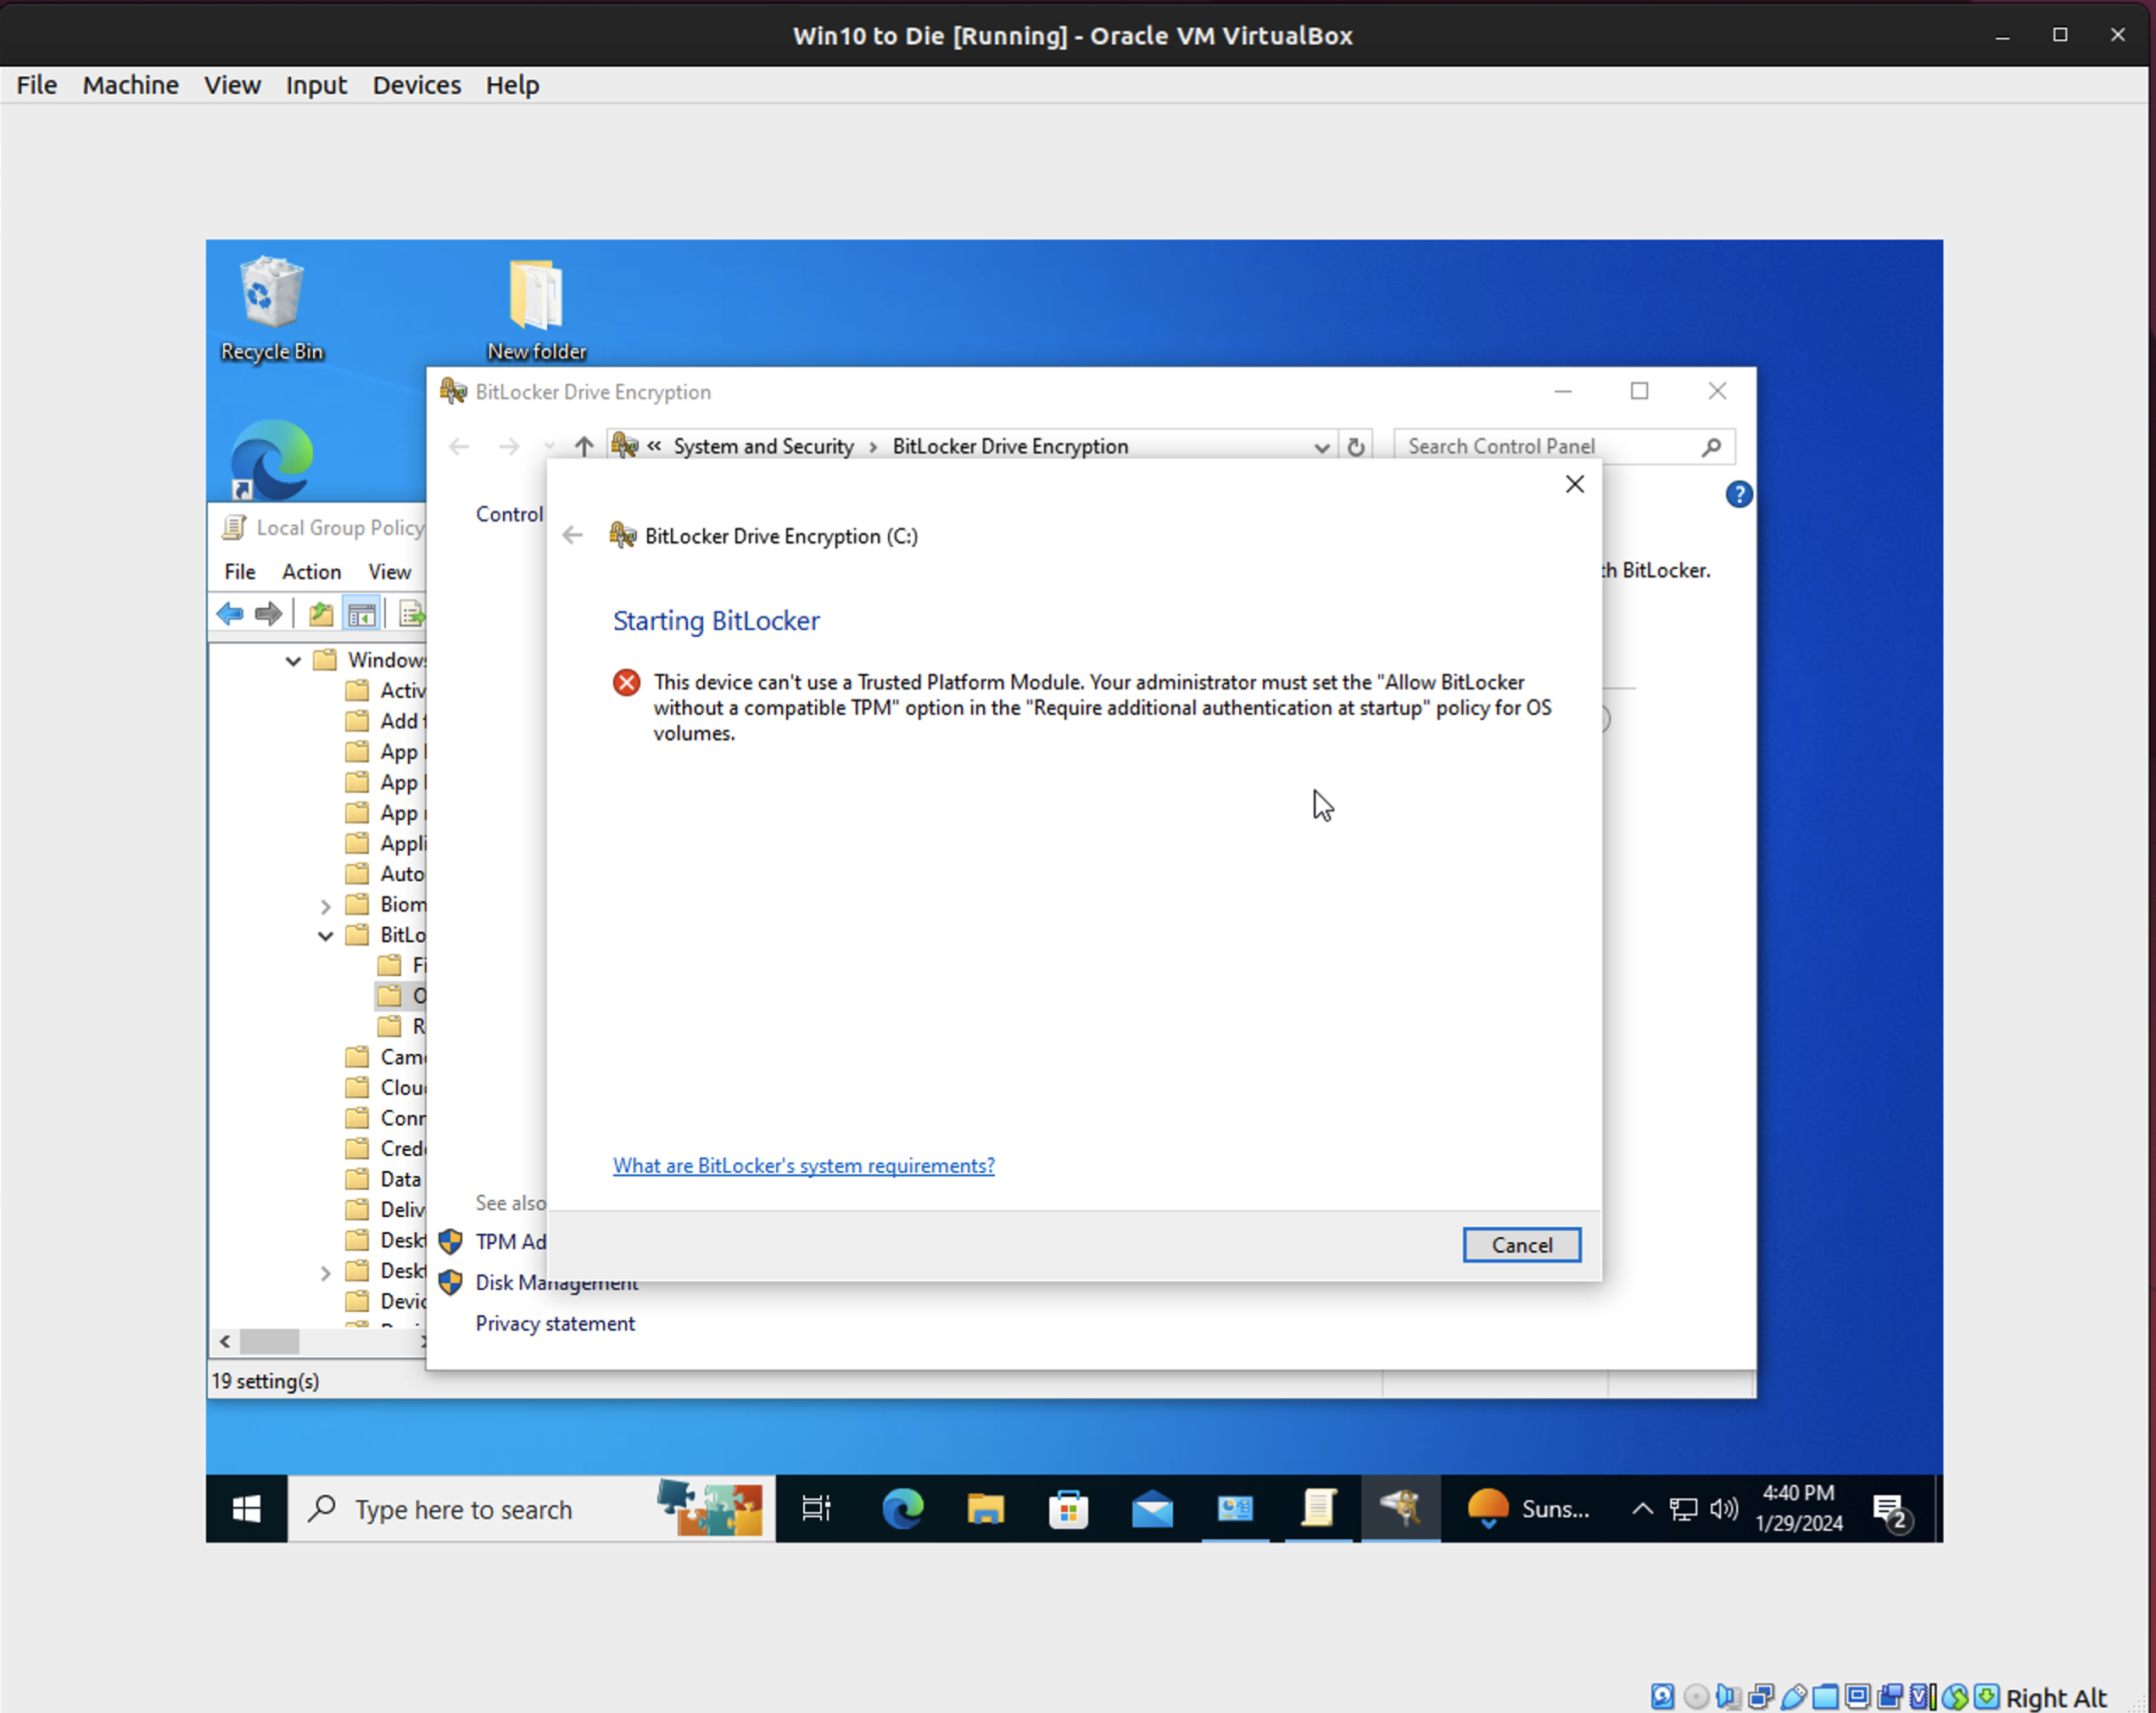 Win10 to Die [Running] - Oracle VM VirtualBox
File Machine View Input Devices Help
Recycle Bin
New folder
BitLocker Drive Encryption
« System and Security › BitLocker Drive Encryption
Search Control Panel
Control
th BitLocker.
BitLocker Drive Encryption (C:)
Starting BitLocker
This device can't use a Trusted Platform Module. Your administrator must set the "Allow BitLocker
without a compatible TPM" option in the "Require additional authentication at startup" policy for OS
volumes.
What are BitLocker's system requirements?
Cancel
See also
TPM Ad
Disk Management
Privacy statement
Local Group Policy
File Action View
Windows
Activ
Add
App
App
App
Appli
Auto
Biom
BitLo
Fi
O
R
Cam
Clou
Conn
Cred
Data
Deliv
Deskt
Deskt
Devic
19 setting(s)
Type here to search
Suns...
4:40 PM
1/29/2024
2
Right Alt